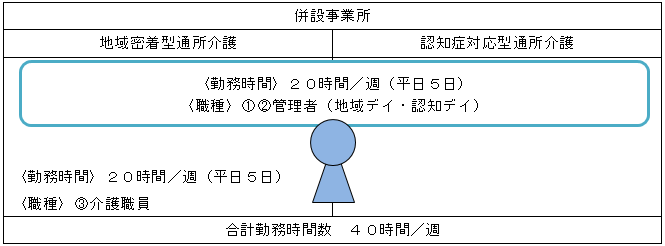 併設事業所
地域密着型通所介護
認知症対応型通所介護
〈勤務時間〉２０時間／週（平日５日）
〈職種〉①②管理者（地域デイ・認知デイ）
〈勤務時間〉２０時間／週（平日５日）
〈職種〉③介護職員
合計勤務時間数　４０時間／週